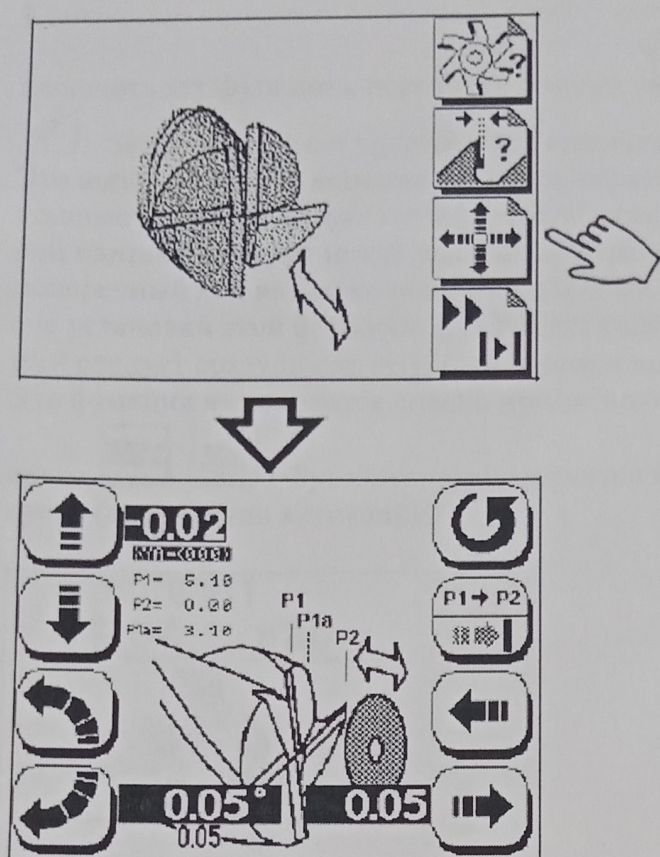 ?
?
-0.02
P1= 5.10
P2= 0.00
P1a= 3.10
P1
P1a
P2
P1 → P2
0.05°
0.05
0.05